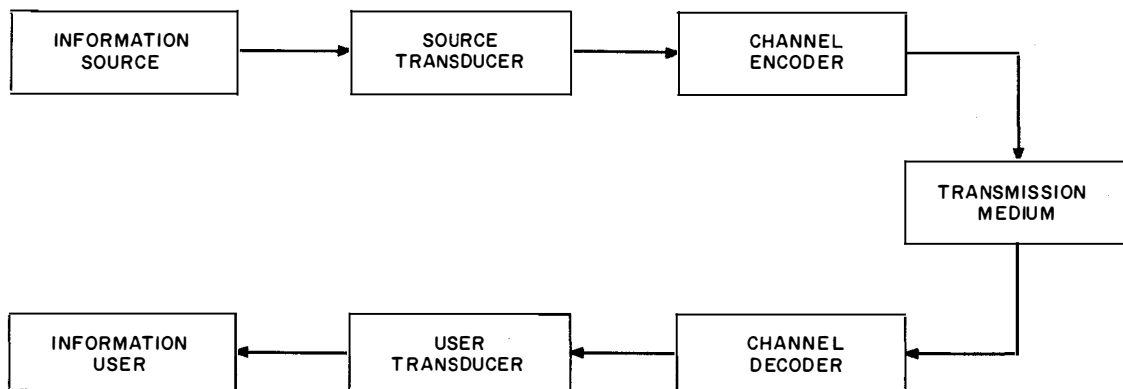 INFORMATION
SOURCE
SOURCE
TRANSDUCER
CHANNEL
ENCODER
TRANSMISSION
MEDIUM
INFORMATION
USER
USER
TRANSDUCER
CHANNEL
DECODER